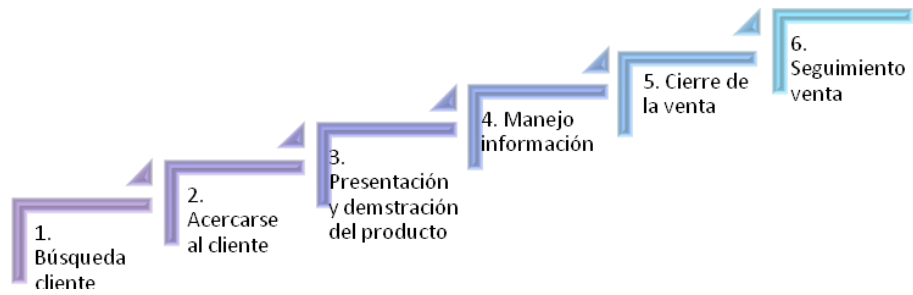 1.
Búsqueda
cliente
2.
Acercarse
al cliente
3.
Presentación
y demstración
del producto
4. Manejo
información
5. Cierre de
la venta
6.
Seguimiento
venta